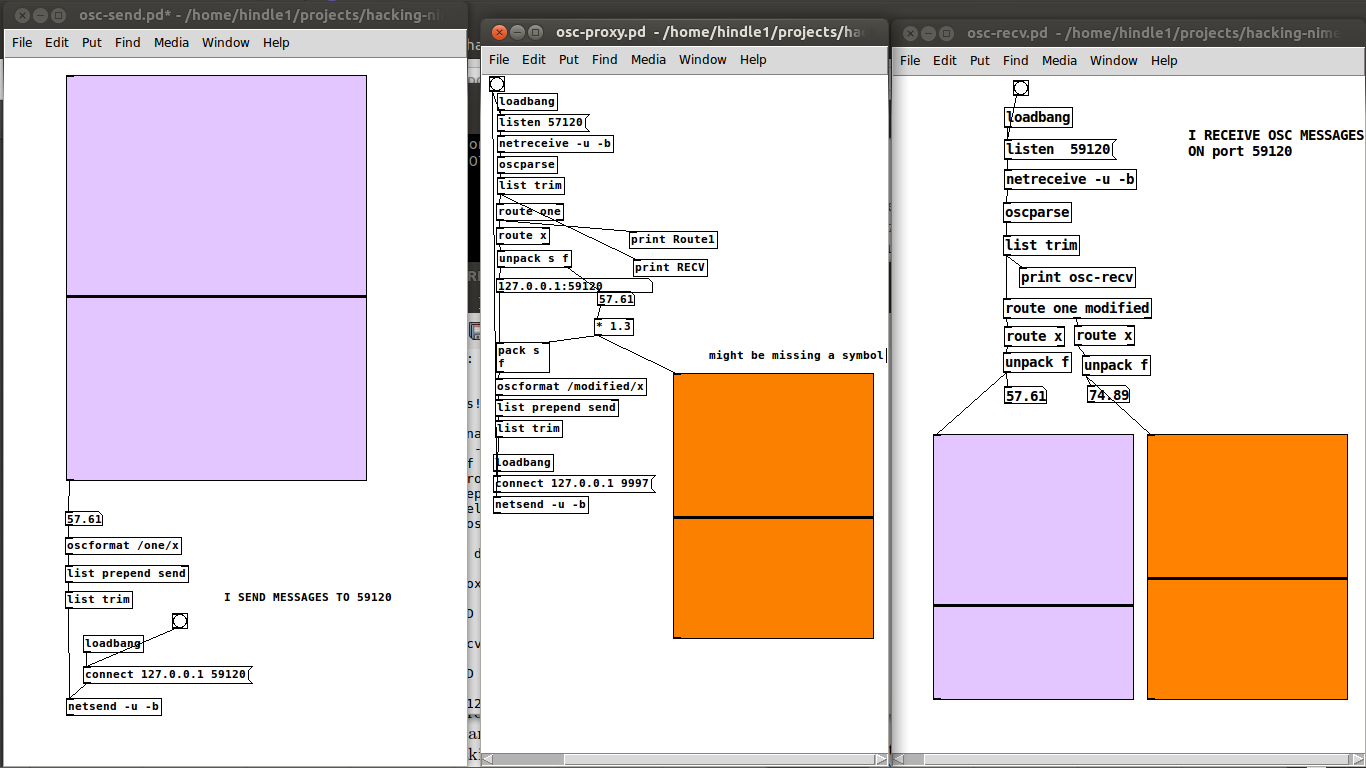 osc-send.pd* - /home/hindle1/projects/hacking-ni
File Edit Put Find Media Window Help
57.61
oscformat /one/x
list prepend send
list trim
I SEND MESSAGES TO 59120
loadbang
connect 127.0.0.1 59120
netsend -u -b
osc-proxy.pd - /home/hindle1/projects/ha
File Edit Put Find Media Window Help
loadbang
listen 57120
netreceive -u -b
oscparse
list trim
route one
route x
print Route1
unpack s f
print RECV
127.0.0.1:59120
57.61
* 1.3
pack s
f
might be missing a symbol
oscformat /modified/x
list prepend send
list trim
loadbang
connect 127.0.0.1 9997
netsend -u -b
osc-recv.pd - /home/hindle1/projects/hacking-nime
File Edit Put Find Media Window Help
loadbang
I RECEIVE OSC MESSAGES
ON port 59120
listen 59120
netreceive -u -b
oscparse
list trim
print osc-recv
route one modified
route x
route x
unpack f
unpack f
57.61
74.89